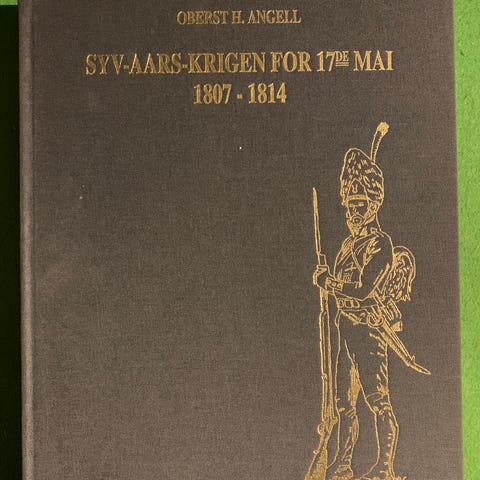 OBERST H. ANGELL
SYV-AARS-KRIGEN FOR 17DE MAI
1807 - 1814